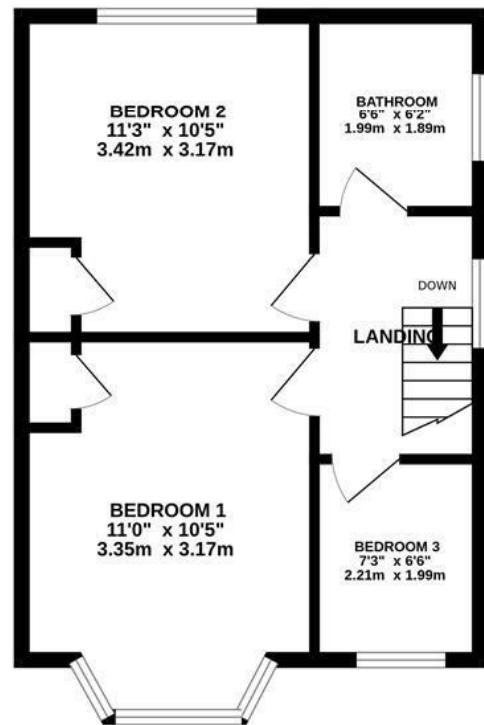 BEDROOM 2
11'3" x 10'5"
3.42m x 3.17m
BATHROOM
6'6" x 6'2"
1.99m x 1.89m
DOWN
LANDING
BEDROOM 1
11'0" x 10'5"
3.35m x 3.17m
BEDROOM 3
7'3" x 6'6"
2.21m x 1.99m